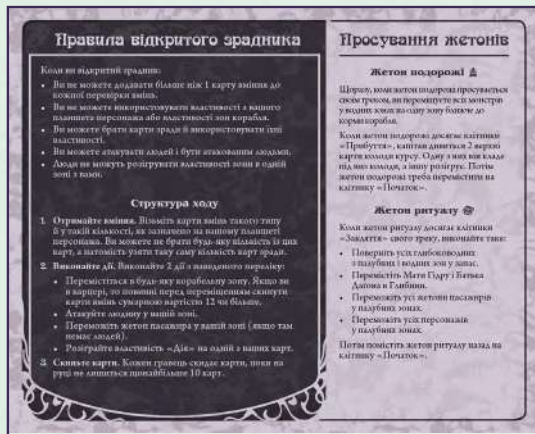 Правила відкритого зрадника
Коли ви відкритий зрадник:
• Ви не можете додавати більше ніж 1 карту вміння до
кожної перевірки вмінь.
• Ви не можете використовувати властивості з вашого
планшета персонажа або властивості зон корабля.
• Ви можете брати карти зради й використовувати їхні
властивості.
• Ви можете атакувати людей і бути атакованим людьми.
• Люди не можуть розігрувати властивості зони в одній
зоні з вами.
Структура ходу
1. Отримайте вміння. Візьміть карти вмінь такого типу
й у такій кількості, як зазначено на вашому планшеті
персонажа. Ви можете не брати будь-яку кількість із цих
карт, а натомість узяти таку саму кількість карт зради.
2. Виконайте дії. Виконайте 2 дії з наведеного переліку:
• Перемістіться в будь-яку корабельну зону. Якщо ви
в карцері, то повинні перед переміщенням скинути
карти вмінь сумарною вартістю 12 чи більше.
• Атакуйте людину у вашій зоні.
• Переможіть жетон пасажира у вашій зоні (якщо там
немає людей).
• Розіграйте властивість «Дія» на одній з ваших карт.
3. Скиньте карти. Кожен гравець скидає карти, поки на
руці не лишиться щонайбільше 10 карт.
Просування жетонів
Жетон подорожі
Щоразу, коли жетон подорожі просувається
своїм треком, ви переміщуєте всіх монстрів
у водних зонах на одну зону ближче до
корми корабля.
Коли жетон подорожі досягає клітинки
«Прибуття», капітан дивиться 2 верхні
карти колоди курсу. Одну з них він кладе
під низ колоди, а іншу розігрує. Потім
жетон подорожі треба перемістити на
клітинку «Початок».
Жетон ритуалу
Коли жетон ритуалу досягає клітинки
«Закляття» свого треку, виконайте таке:
• Поверніть усіх глибоководних
з палубних і водних зон у запас.
• Перемістіть Матір Гідру і Батька
Дагона в Глибини.
• Переможіть усі жетони пасажирів
у палубних зонах.
• Переможіть усіх персонажів
у палубних зонах.
Потім помістіть жетон ритуалу назад на
клітинку «Початок».